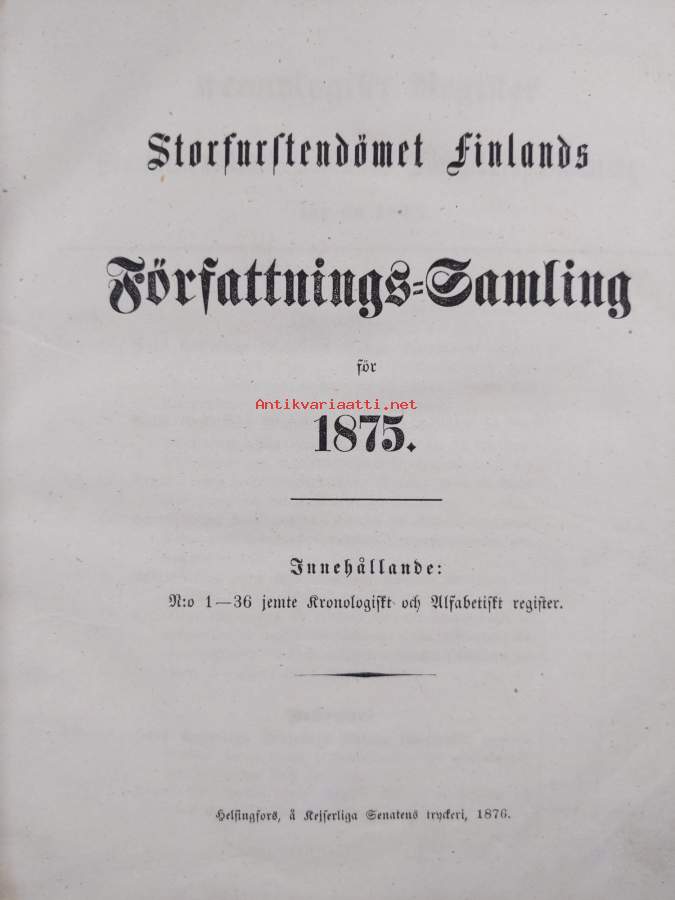 Storfurstendömet Finlands
Författnings=Samling
för
Antikvariaatti.net
1875.
Innehållande:
N:o 1—36 jemte Kronologiskt och Alfabetiskt register.
Helsingfors, å Kejserliga Senatens tryckeri, 1876.